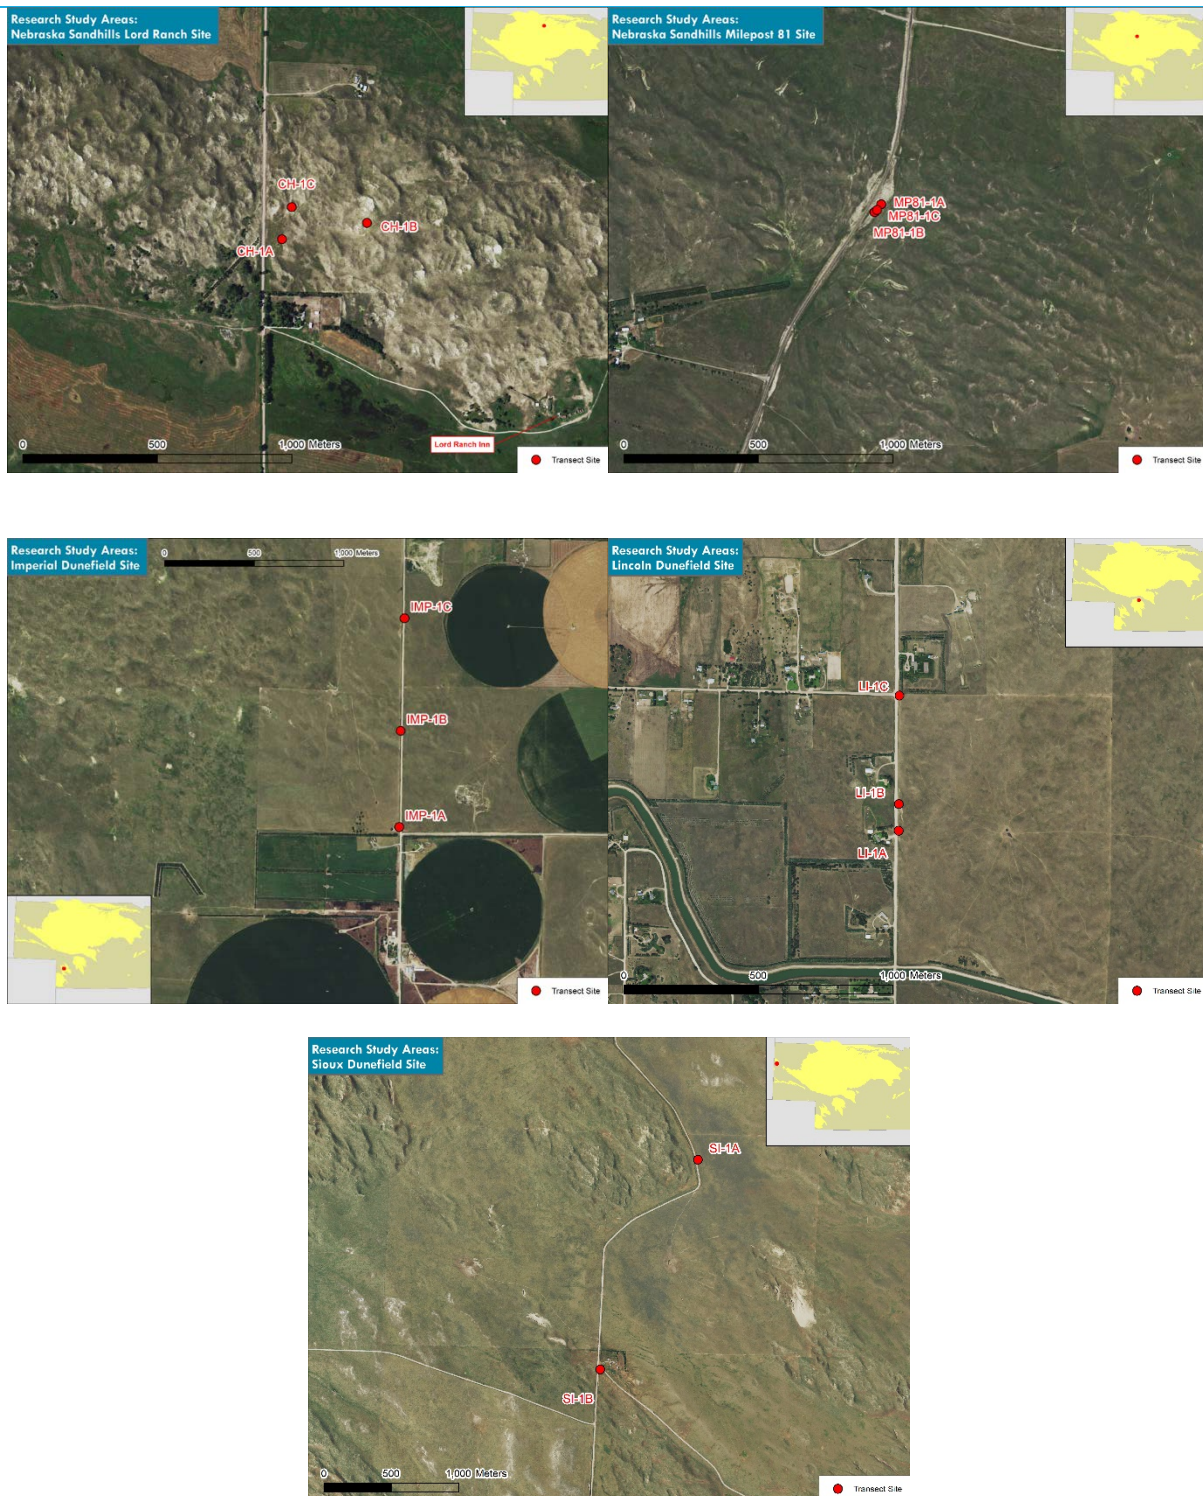 Research Study Areas:
Nebraska Sandhills Lord Ranch Site
CH-1C
CH-1B
CH-1A
Lord Ranch Inn
0 500 1,000 Meters
Transect Site
Research Study Areas:
Nebraska Sandhills Milepost 81 Site
MP81-1A
MP81-1C
MP81-1B
0 500 1,000 Meters
Transect Site
Research Study Areas:
Imperial Dunefield Site
0 500 1,000 Meters
IMP-1C
IMP-1B
IMP-1A
Transect Site
Research Study Areas:
Lincoln Dunefield Site
LI-1C
LI-1B
LI-1A
0 500 1,000 Meters
Transect Site
Research Study Areas:
Sioux Dunefield Site
SI-1A
SI-1B
0 500 1,000 Meters
Transect Site